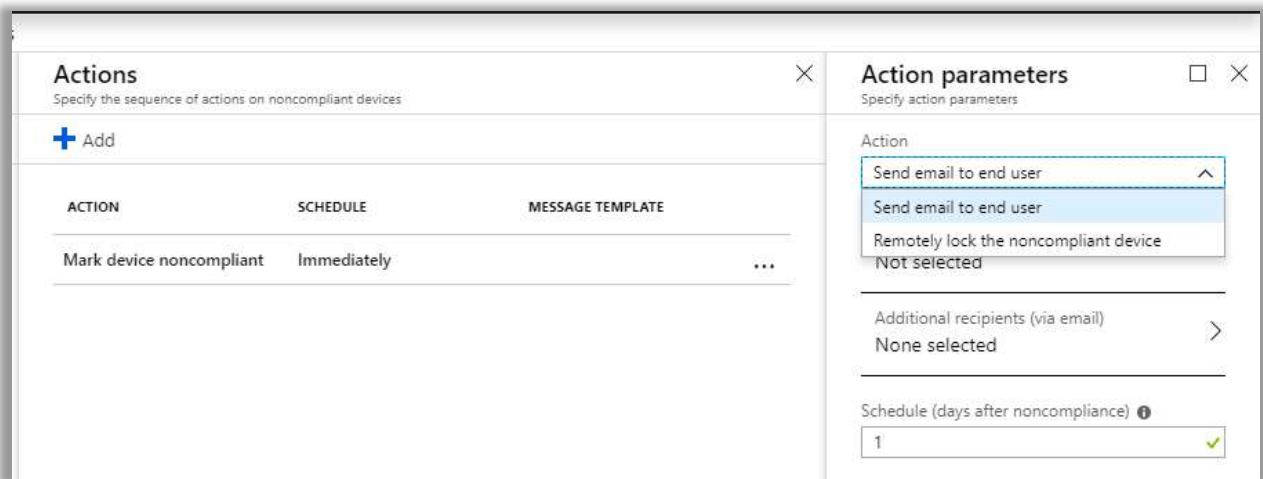 Actions
Specify the sequence of actions on noncompliant devices
Add
ACTION SCHEDULE MESSAGE TEMPLATE
Mark device noncompliant Immediately ...
Action parameters
Specify action parameters
Action
Send email to end user
Send email to end user
Remotely lock the noncompliant device
Not selected
Additional recipients (via email)
None selected
Schedule (days after noncompliance)
1